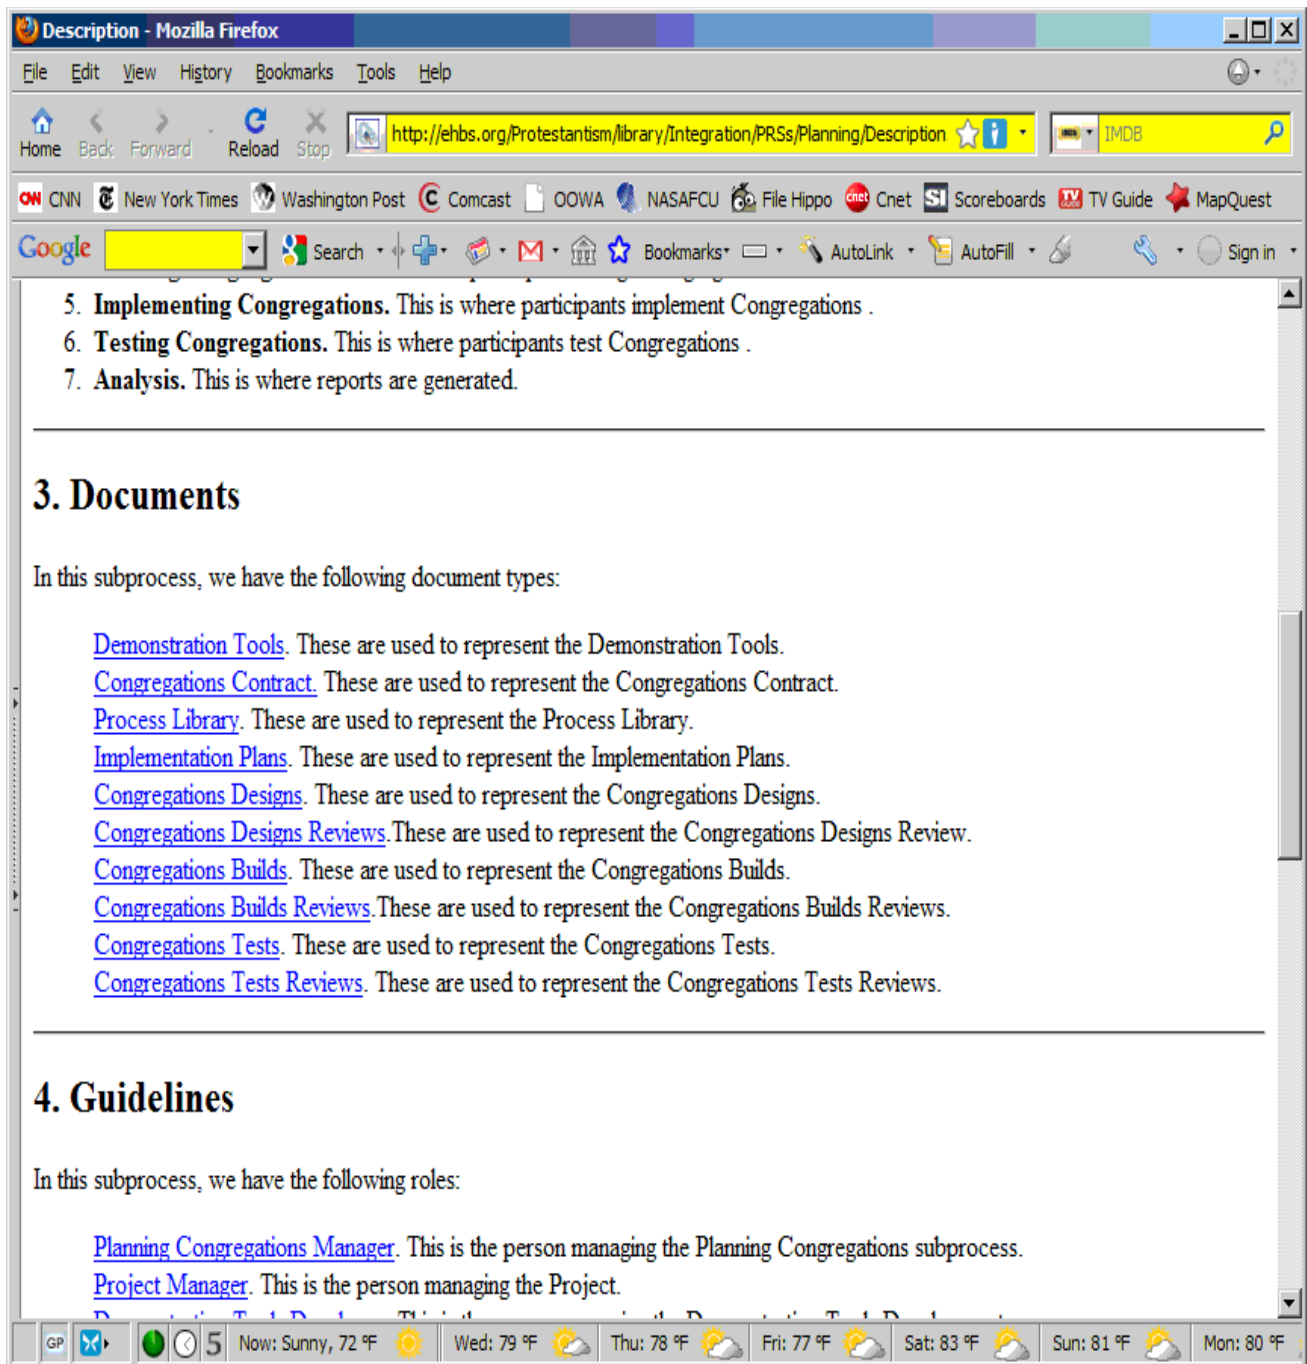 Description - Mozilla Firefox
File Edit View History Bookmarks Tools Help
Home Back Forward Reload Stop http://ehbs.org/Protestantism/library/Integration/PRSs/Planning/Description IMDB
CNN New York Times Washington Post Comcast OOWA NASAFCU File Hippo Cnet Scoreboards TV Guide MapQuest
Google Search Bookmarks AutoLink AutoFill Sign in
5. Implementing Congregations. This is where participants implement Congregations .
6. Testing Congregations. This is where participants test Congregations .
7. Analysis. This is where reports are generated.
3. Documents
In this subprocess, we have the following document types:
Demonstration Tools. These are used to represent the Demonstration Tools.
Congregations Contract. These are used to represent the Congregations Contract.
Process Library. These are used to represent the Process Library.
Implementation Plans. These are used to represent the Implementation Plans.
Congregations Designs. These are used to represent the Congregations Designs.
Congregations Designs Reviews.These are used to represent the Congregations Designs Review.
Congregations Builds. These are used to represent the Congregations Builds.
Congregations Builds Reviews.These are used to represent the Congregations Builds Reviews.
Congregations Tests. These are used to represent the Congregations Tests.
Congregations Tests Reviews. These are used to represent the Congregations Tests Reviews.
4. Guidelines
In this subprocess, we have the following roles:
Planning Congregations Manager. This is the person managing the Planning Congregations subprocess.
Project Manager. This is the person managing the Project.
GP 5 Now: Sunny, 72 °F Wed: 79 °F Thu: 78 °F Fri: 77 °F Sat: 83 °F Sun: 81 °F Mon: 80 °F